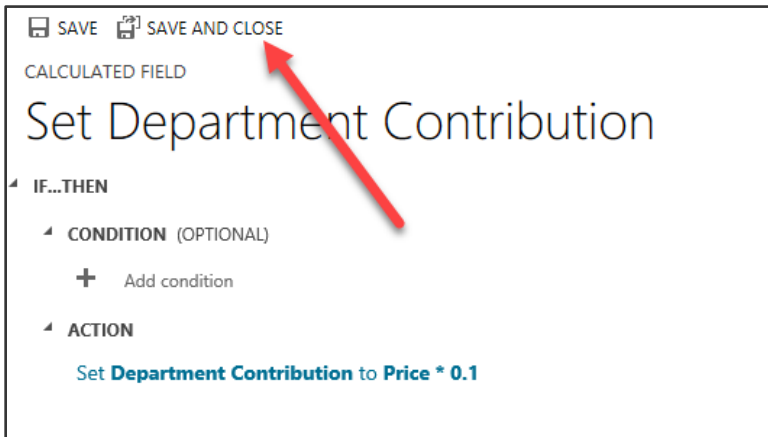 SAVE SAVE AND CLOSE
CALCULATED FIELD
Set Department Contribution
IF...THEN
CONDITION (OPTIONAL)
Add condition
ACTION
Set Department Contribution to Price * 0.1